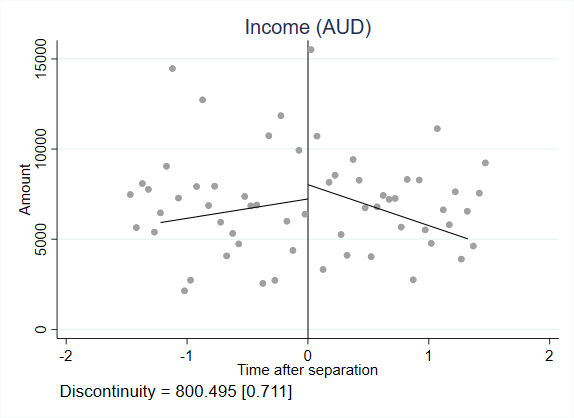 Income (AUD)
15000
10000
5000
0
Amount
-2
-1
0
1
2
Time after separation
Discontinuity = 800.495 [0.711]